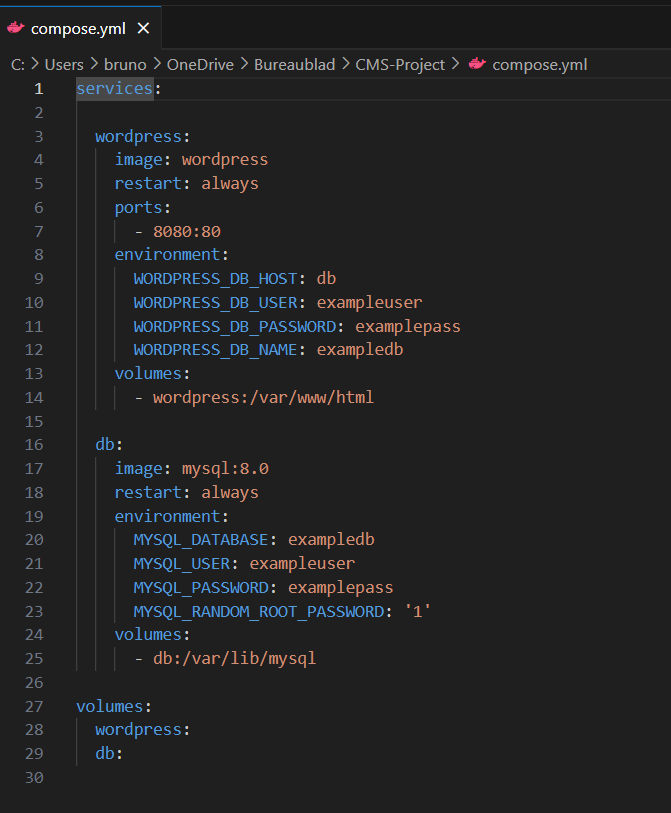 compose.yml ×
C: > Users > bruno > OneDrive > Bureaublad > CMS-Project > compose.yml
1 services:
2
3   wordpress:
4     image: wordpress
5     restart: always
6     ports:
7       - 8080:80
8     environment:
9       WORDPRESS_DB_HOST: db
10       WORDPRESS_DB_USER: exampleuser
11       WORDPRESS_DB_PASSWORD: examplepass
12       WORDPRESS_DB_NAME: exampledb
13     volumes:
14       - wordpress:/var/www/html
15
16   db:
17     image: mysql:8.0
18     restart: always
19     environment:
20       MYSQL_DATABASE: exampledb
21       MYSQL_USER: exampleuser
22       MYSQL_PASSWORD: examplepass
23       MYSQL_RANDOM_ROOT_PASSWORD: '1'
24     volumes:
25       - db:/var/lib/mysql
26
27 volumes:
28   wordpress:
29   db:
30